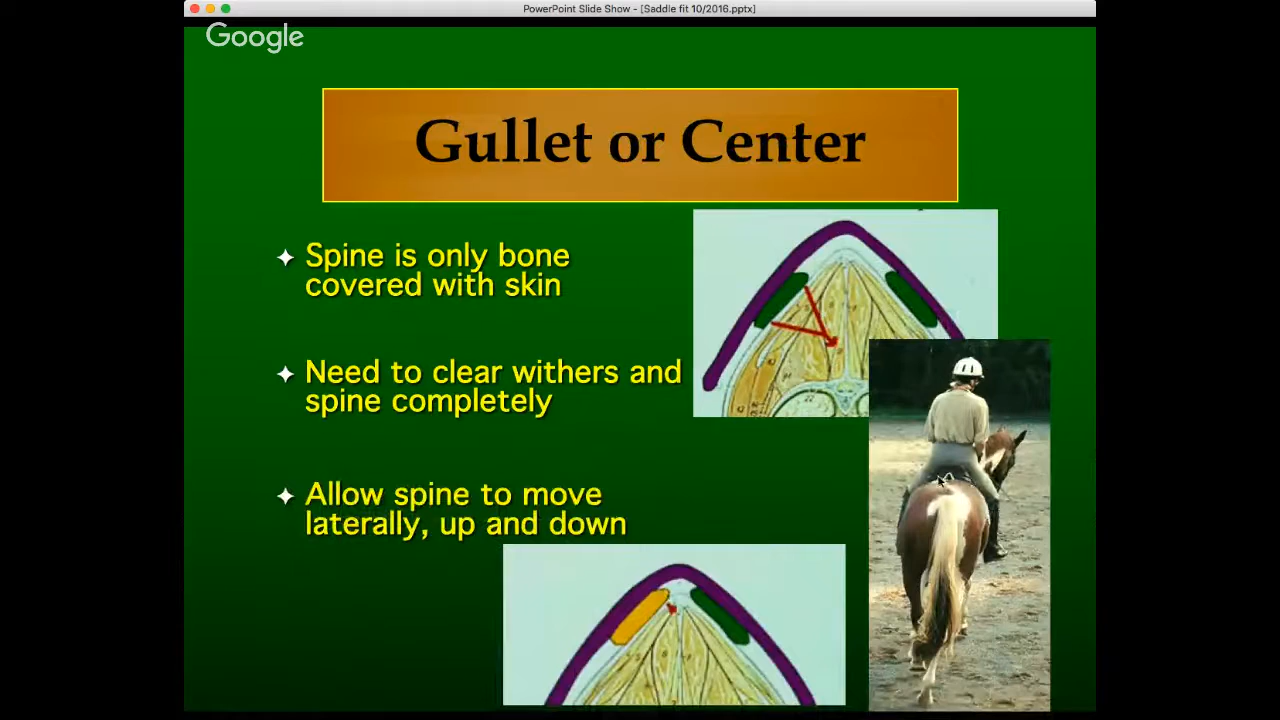 PowerPoint Slide Show - [Saddle fit 10/2016.pptx]
Google
Gullet or Center
Spine is only bone
covered with skin
Need to clear withers and
spine completely
Allow spine to move
laterally, up and down